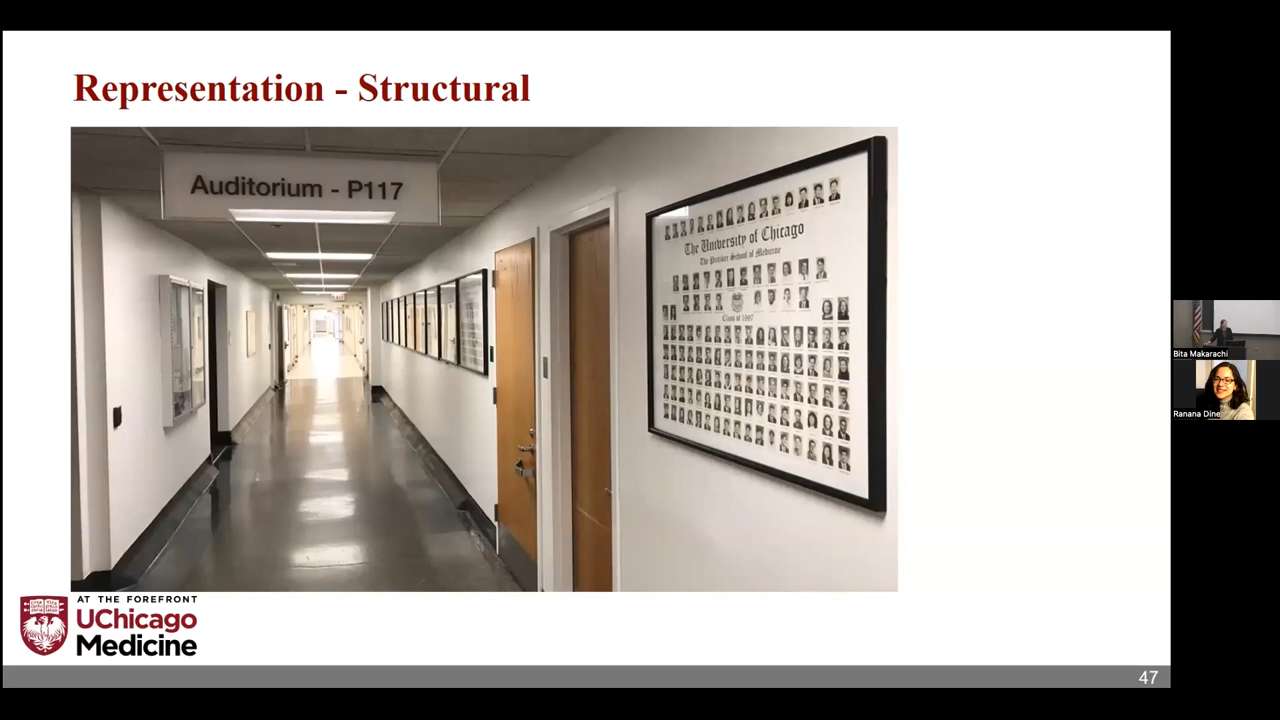 Representation - Structural
Auditorium - P117
The University of Chicago
The Pritzker School of Medicine
Class of 1997
AT THE FOREFRONT
UChicago
Medicine
47
Bita Makarachi
Ranana Dine